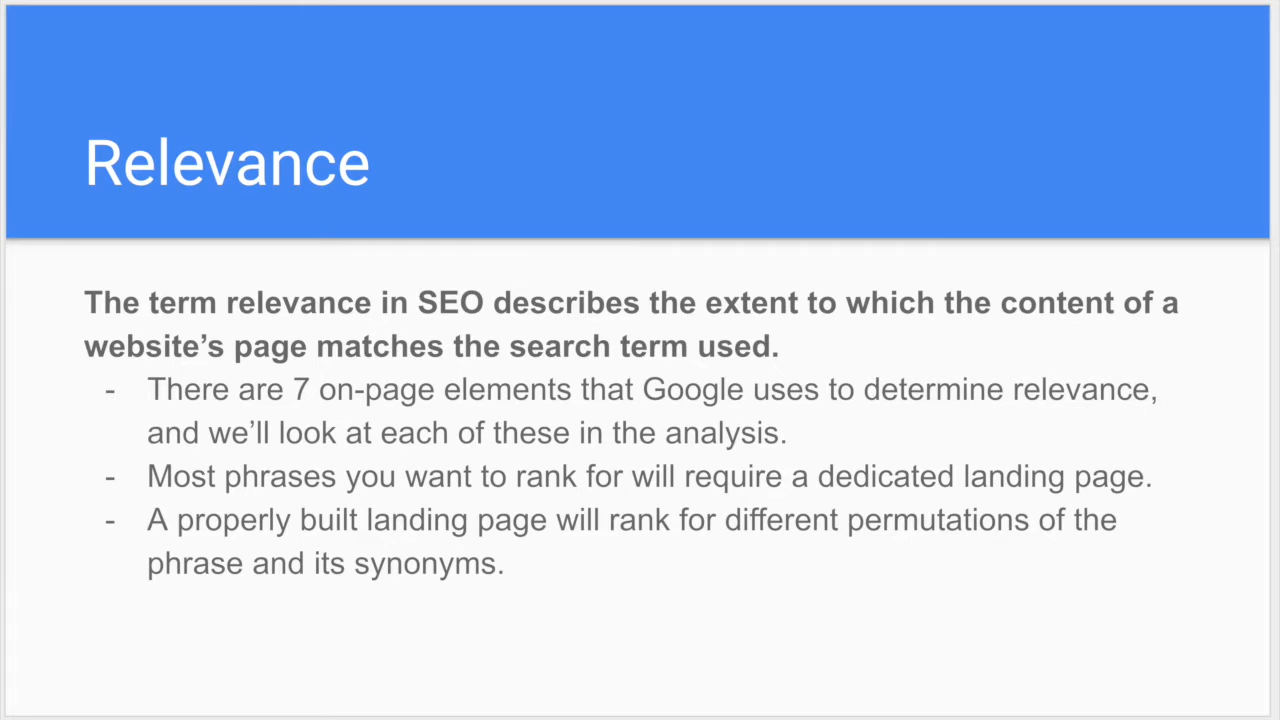 Relevance
The term relevance in SEO describes the extent to which the content of a
website’s page matches the search term used.
- There are 7 on-page elements that Google uses to determine relevance,
and we’ll look at each of these in the analysis.
- Most phrases you want to rank for will require a dedicated landing page.
- A properly built landing page will rank for different permutations of the
phrase and its synonyms.